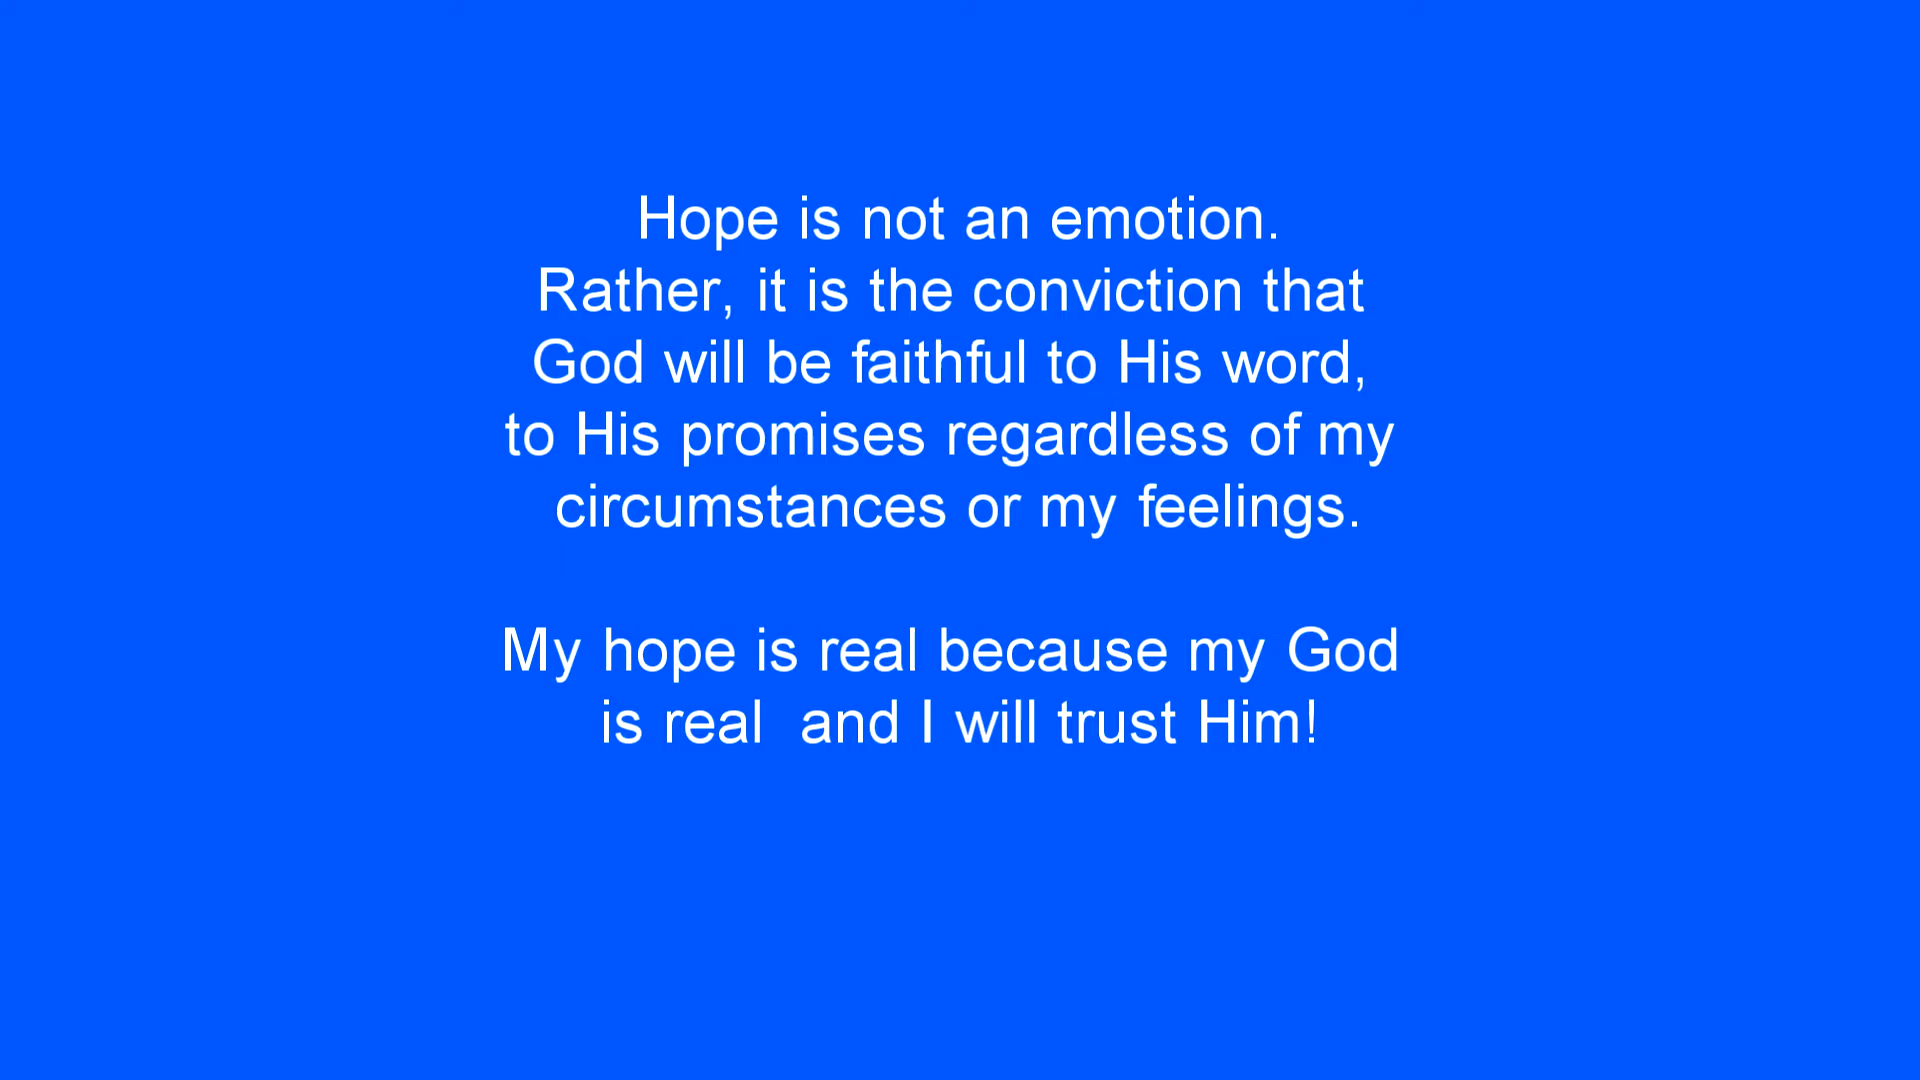 Hope is not an emotion.
Rather, it is the conviction that
God will be faithful to His word,
to His promises regardless of my
circumstances or my feelings.
My hope is real because my God
is real  and I will trust Him!